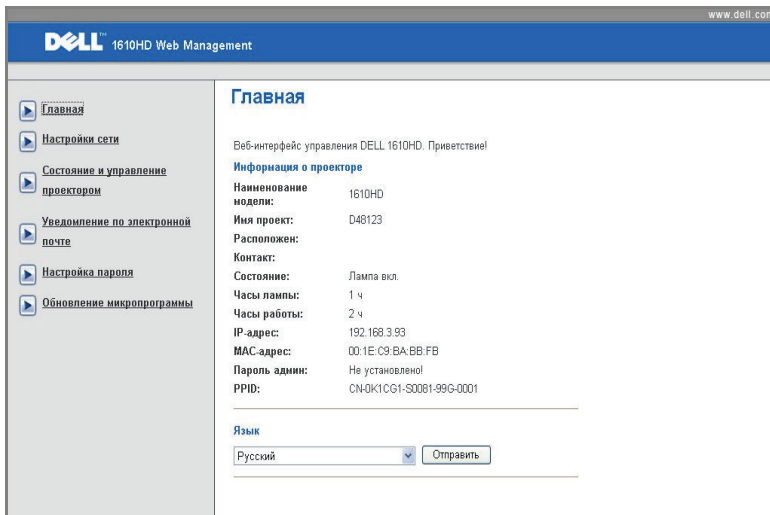 www.dell.com
DELL™ 1610HD Web Management
Главная
Настройки сети
Состояние и управление
проектором
Уведомление по электронной
почте
Настройка пароля
Обновление микропрограммы
Главная
Веб-интерфейс управления DELL 1610HD. Приветствие!
Информация о проекторе
Наименование
модели: 1610HD
Имя проект: D48123
Расположен:
Контакт:
Состояние: Лампа вкл.
Часы лампы: 1 ч
Часы работы: 2 ч
IP-адрес: 192.168.3.93
MAC-адрес: 00:1E:C9:BA:BB:FB
Пароль админ: Не установлено!
PPID: CN-0K1CG1-S0081-99G-0001
Язык
Русский Отправить